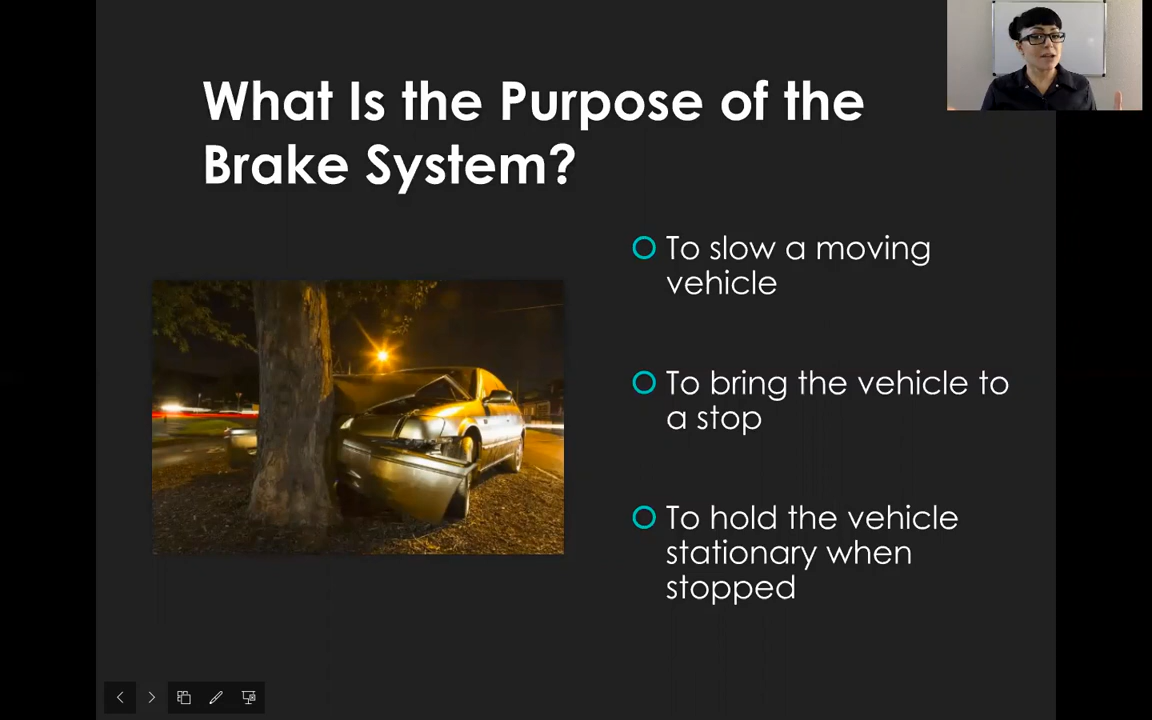 What Is the Purpose of the
Brake System?
To slow a moving
vehicle
To bring the vehicle to
a stop
To hold the vehicle
stationary when
stopped